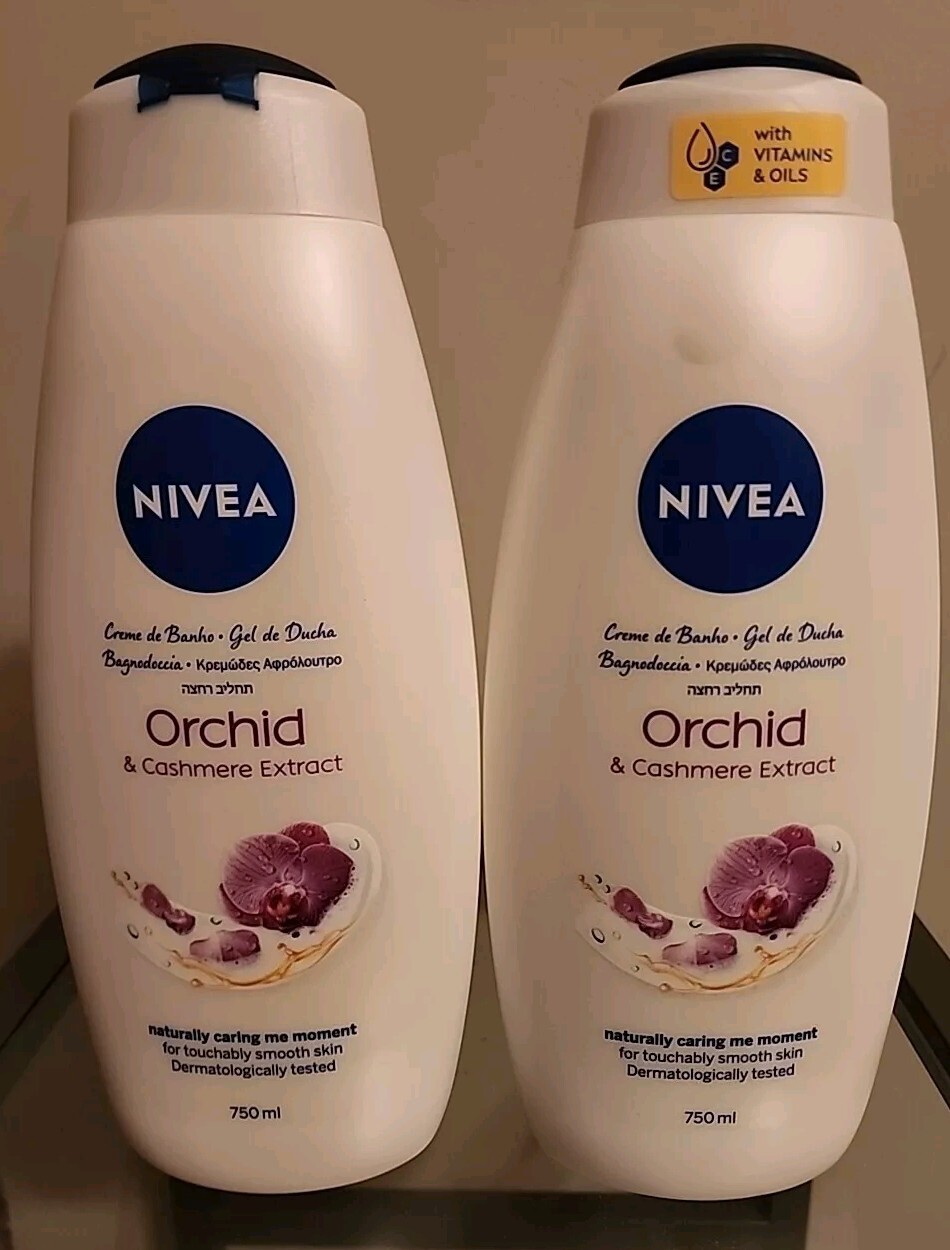 NIVEA
Creme de Banho • Gel de Ducha
Bagnodoccia • Κρεμώδες Αφρόλουτρο
תחליב רחצה
Orchid
& Cashmere Extract
naturally caring me moment
for touchably smooth skin
Dermatologically tested
750 ml
with
VITAMINS
& OILS
C
E
NIVEA
Creme de Banho • Gel de Ducha
Bagnodoccia • Κρεμώδες Αφρόλουτρο
תחליב רחצה
Orchid
& Cashmere Extract
naturally caring me moment
for touchably smooth skin
Dermatologically tested
750 ml